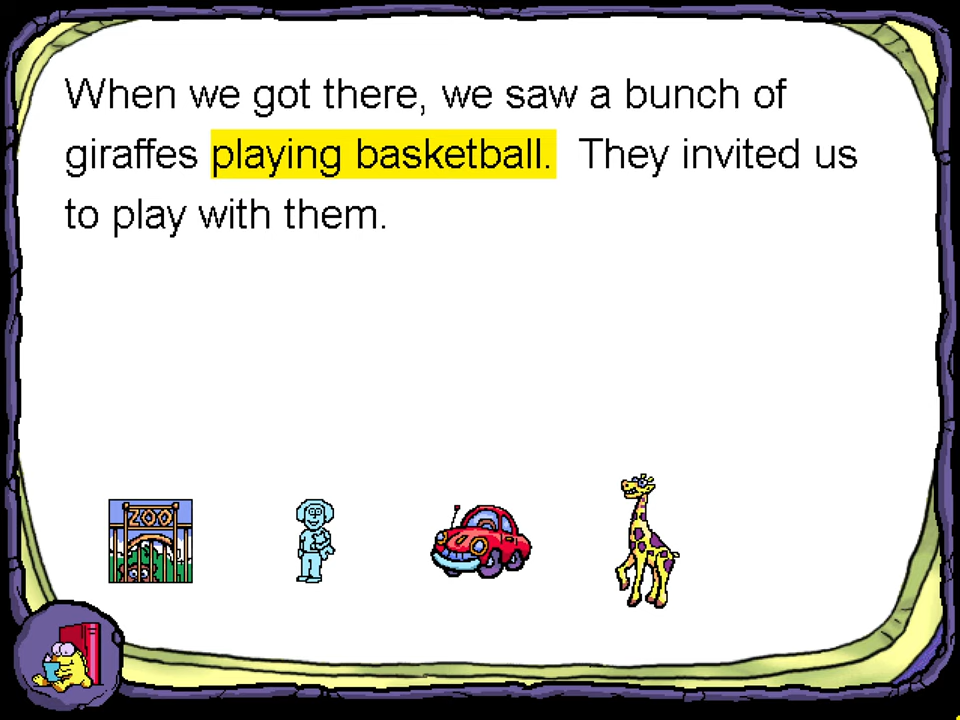 When we got there, we saw a bunch of
giraffes playing basketball.  They invited us
to play with them.
ZOO